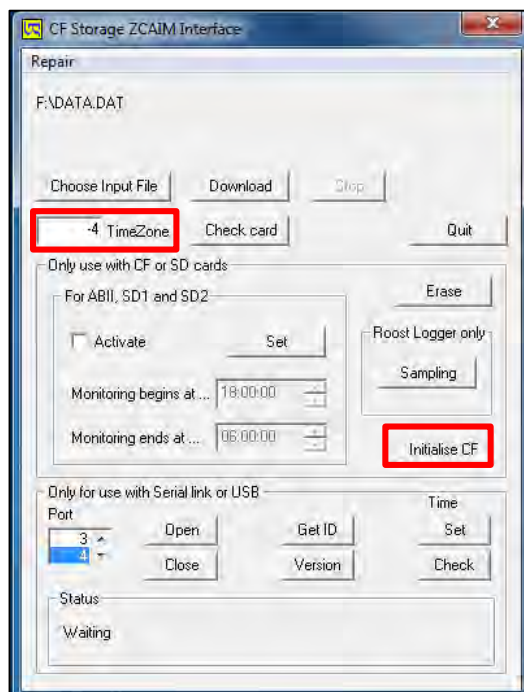 CF Storage ZCAIM Interface
Repair
F:\DATA.DAT
Choose Input File Download Stop
-4 TimeZone Check card Quit
Only use with CF or SD cards
For ABII, SD1 and SD2 Erase
Activate Set Roost Logger only
Sampling
Monitoring begins at ... 18:00:00
Monitoring ends at ... 06:00:00
Initialise CF
Only for use with Serial link or USB
Port Time
3 Open Get ID Set
4 Close Version Check
Status
Waiting